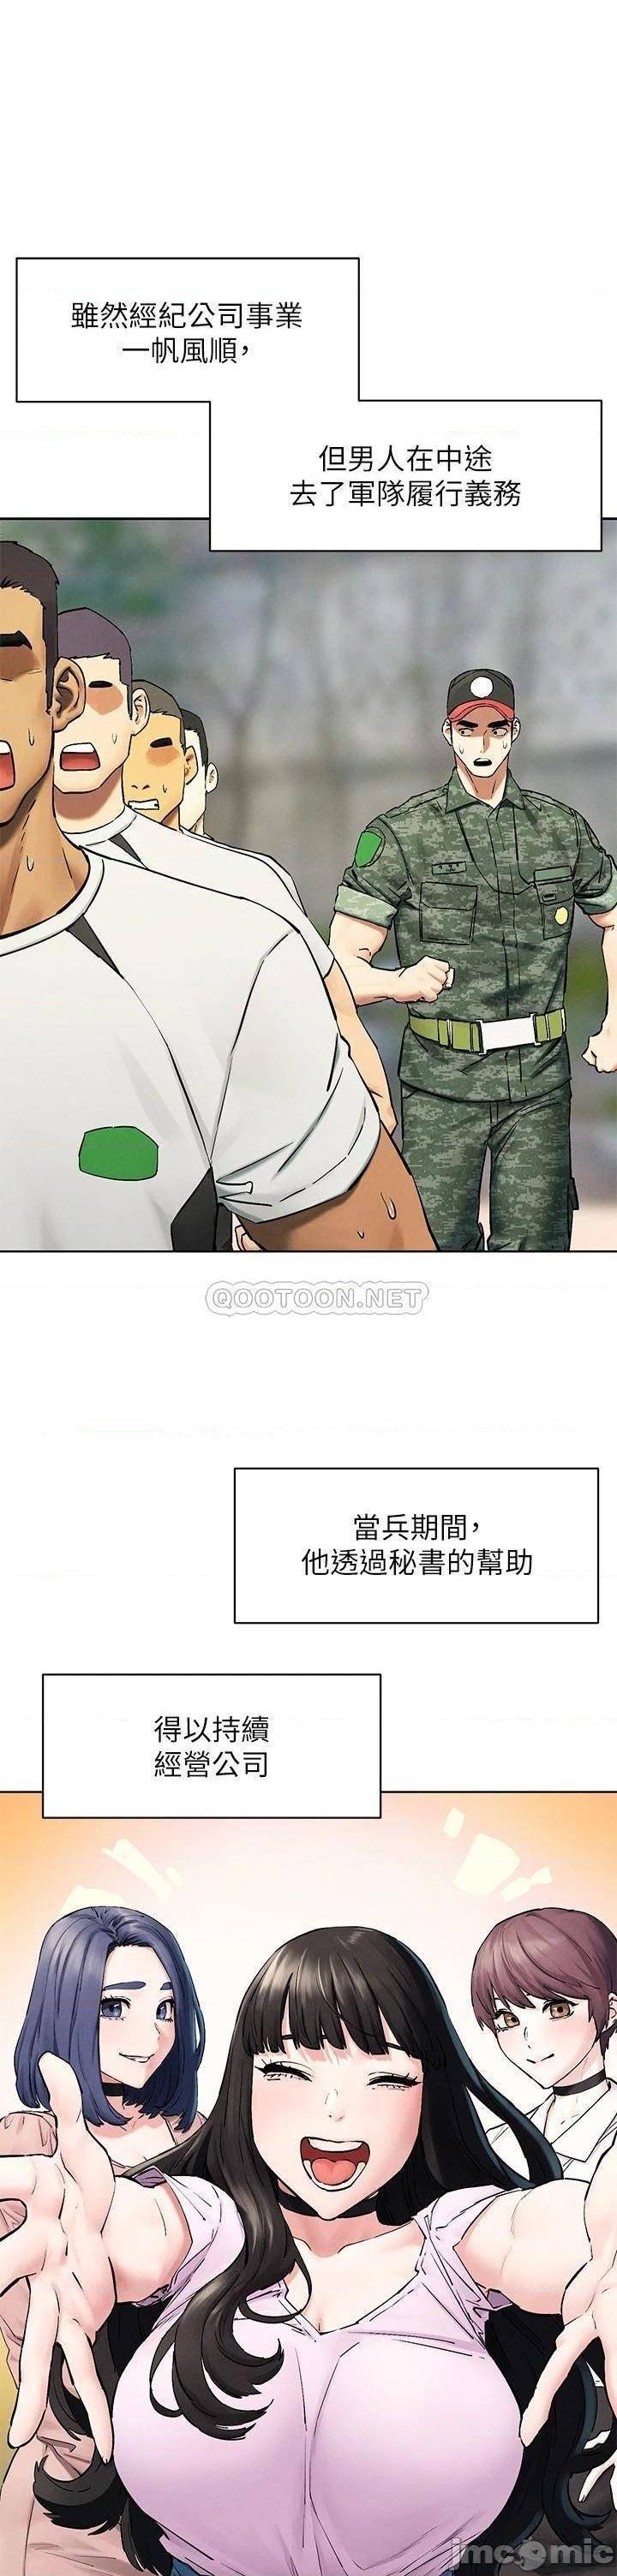 雖然經紀公司事業
一帆風順，
但男人在中途
去了軍隊履行義務
QOOTOON.NET
當兵期間，
他透過秘書的幫助
得以持續
經營公司
imcomic